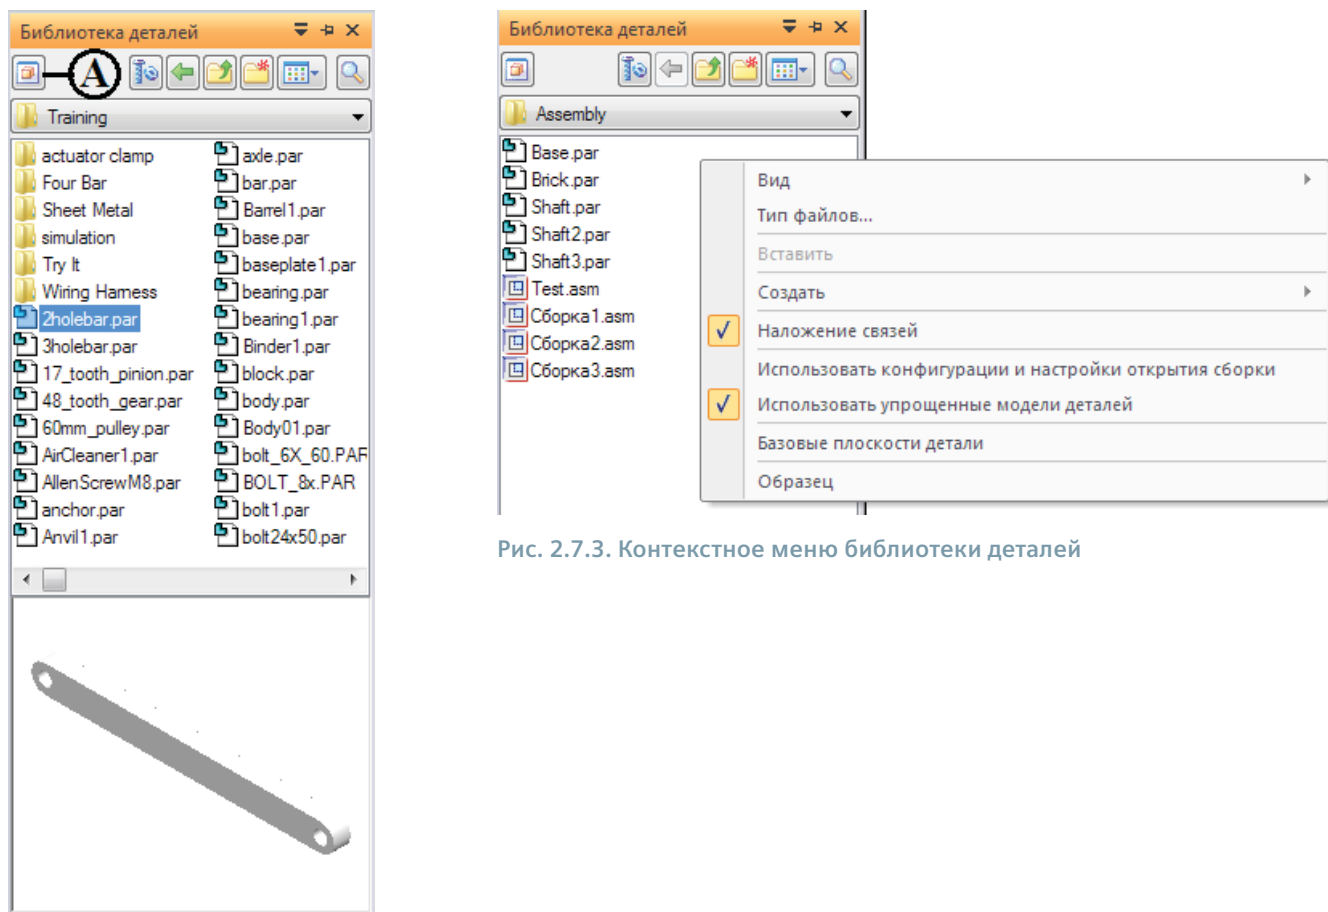 Библиотека деталей
A
Training
actuator clamp
Four Bar
Sheet Metal
simulation
Try It
Wiring Harness
2holebar.par
3holebar.par
17_tooth_pinion.par
48_tooth_gear.par
60mm_pulley.par
AirCleaner1.par
AllenScrewM8.par
anchor.par
Anvil1.par
axle.par
bar.par
Barrel1.par
base.par
baseplate1.par
bearing.par
bearing1.par
Binder1.par
block.par
body.par
Body01.par
bolt_6X_60.PAR
BOLT_8x.PAR
bolt1.par
bolt24x50.par
Библиотека деталей
Assembly
Base.par
Brick.par
Shaft.par
Shaft2.par
Shaft3.par
Test.asm
Сборка1.asm
Сборка2.asm
Сборка3.asm
Вид
Тип файлов...
Вставить
Создать
Наложение связей
Использовать конфигурации и настройки открытия сборки
Использовать упрощенные модели деталей
Базовые плоскости детали
Образец
Рис. 2.7.3. Контекстное меню библиотеки деталей